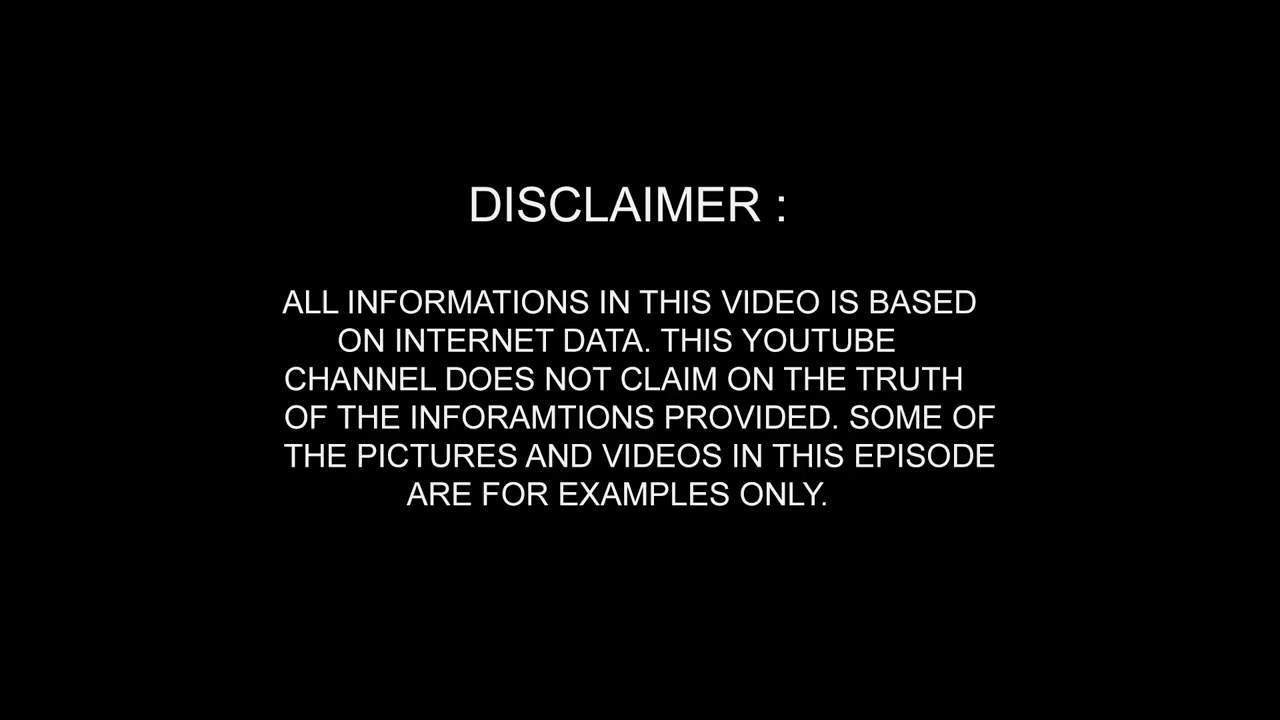 DISCLAIMER :
ALL INFORMATIONS IN THIS VIDEO IS BASED
ON INTERNET DATA. THIS YOUTUBE
CHANNEL DOES NOT CLAIM ON THE TRUTH
OF THE INFORAMTIONS PROVIDED. SOME OF
THE PICTURES AND VIDEOS IN THIS EPISODE
ARE FOR EXAMPLES ONLY.